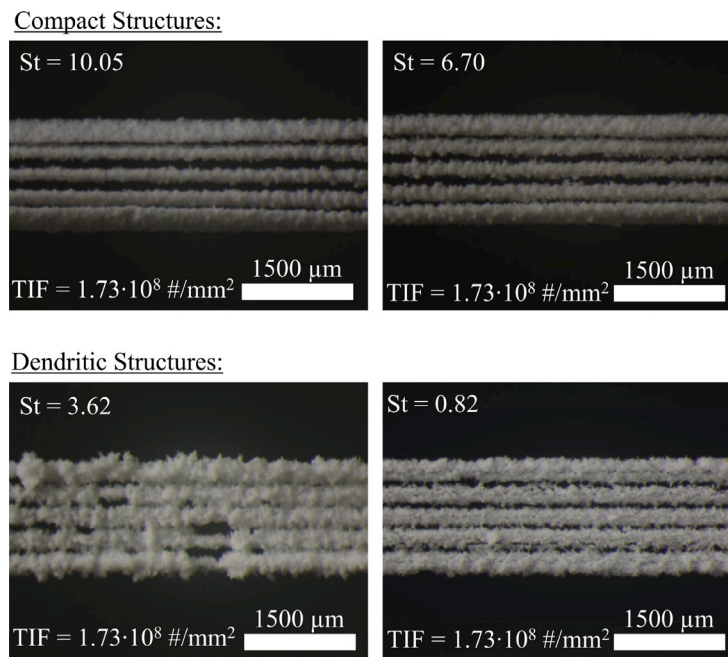 Compact Structures:
St = 10.05
St = 6.70
1500 µm
TIF = 1.73·10⁸ #/mm²
1500 µm
TIF = 1.73·10⁸ #/mm²
Dendritic Structures:
St = 3.62
St = 0.82
1500 µm
TIF = 1.73·10⁸ #/mm²
1500 µm
TIF = 1.73·10⁸ #/mm²